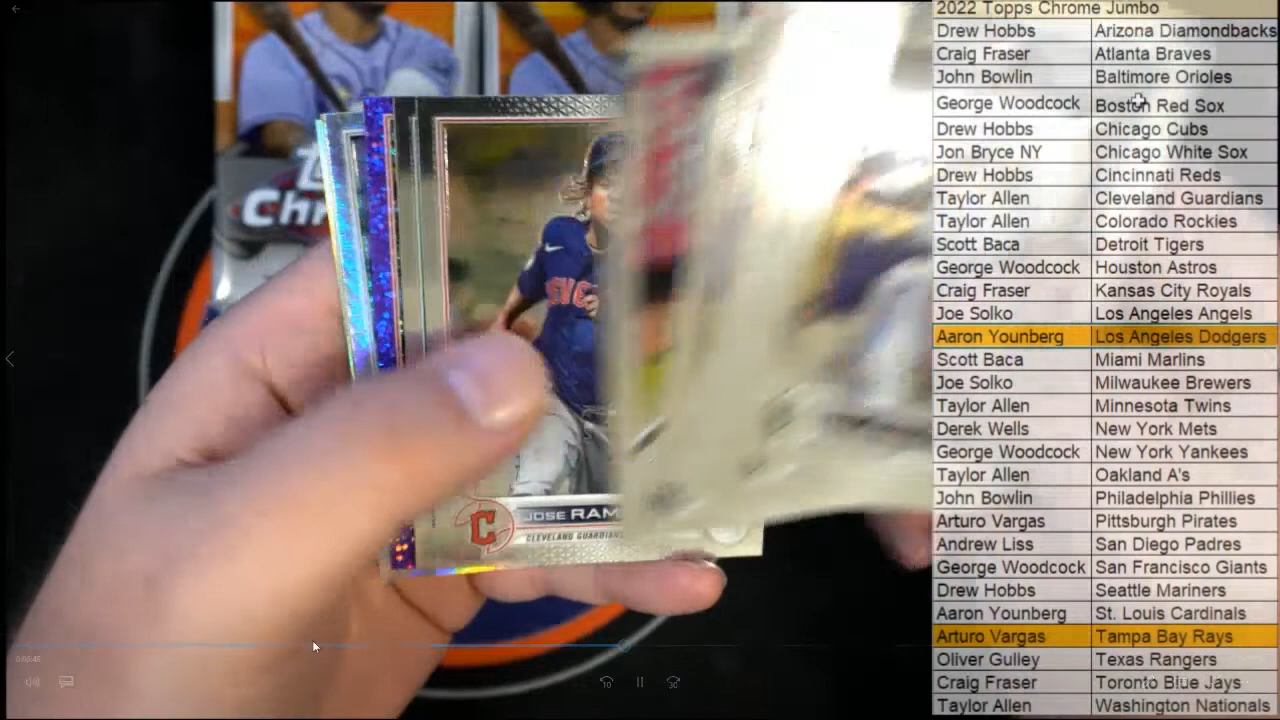 2022 Topps Chrome Jumbo
Drew Hobbs Arizona Diamondbacks
Craig Fraser Atlanta Braves
John Bowlin Baltimore Orioles
George Woodcock Boston Red Sox
Drew Hobbs Chicago Cubs
Jon Bryce NY Chicago White Sox
Drew Hobbs Cincinnati Reds
Taylor Allen Cleveland Guardians
Taylor Allen Colorado Rockies
Scott Baca Detroit Tigers
George Woodcock Houston Astros
Craig Fraser Kansas City Royals
Joe Solko Los Angeles Angels
Aaron Younberg Los Angeles Dodgers
Scott Baca Miami Marlins
Joe Solko Milwaukee Brewers
Taylor Allen Minnesota Twins
Derek Wells New York Mets
George Woodcock New York Yankees
Taylor Allen Oakland A's
John Bowlin Philadelphia Phillies
Arturo Vargas Pittsburgh Pirates
Andrew Liss San Diego Padres
George Woodcock San Francisco Giants
Drew Hobbs Seattle Mariners
Aaron Younberg St. Louis Cardinals
Arturo Vargas Tampa Bay Rays
Oliver Gulley Texas Rangers
Craig Fraser Toronto Blue Jays
Taylor Allen Washington Nationals
Chr
C
JOSE RAM
CLEVELAND GUARDIANS
10
30